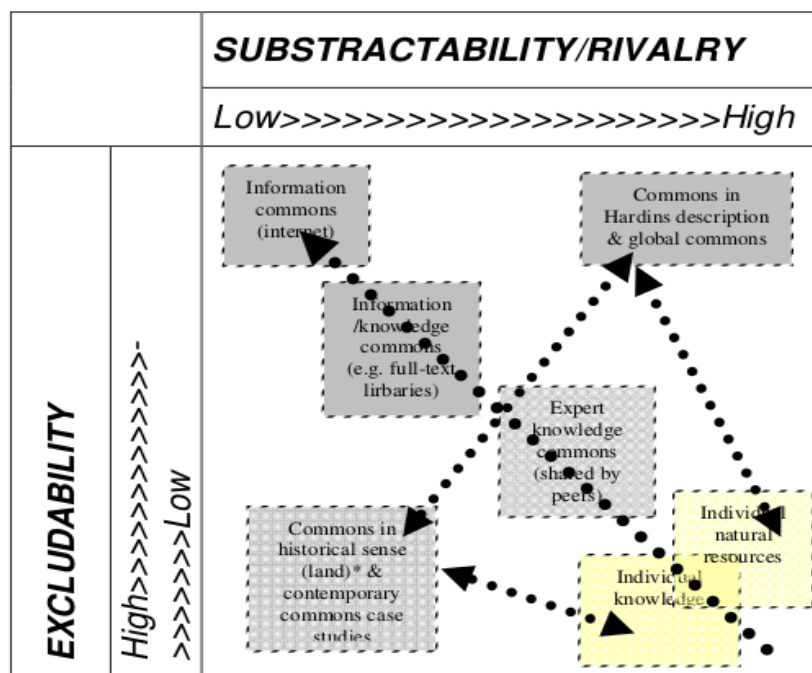 SUBSTRACTABILITY/RIVALRY
Low>>>>>>>>>>>>>>>>>>>>>>High
EXCLUDABILITY
High>>>>>>>>>>>>>>>>>-
>>>>>>>Low
Information
commons
(internet)
Commons in
Hardins description
& global commons
Information
/knowledge
commons
(e.g. full-text
lirbaries)
Expert
knowledge
commons
(shared by
peers)
Commons in
historical sense
(land)* &
contemporary
commons case
studies
Individual
natural
resources
Individual
knowledge